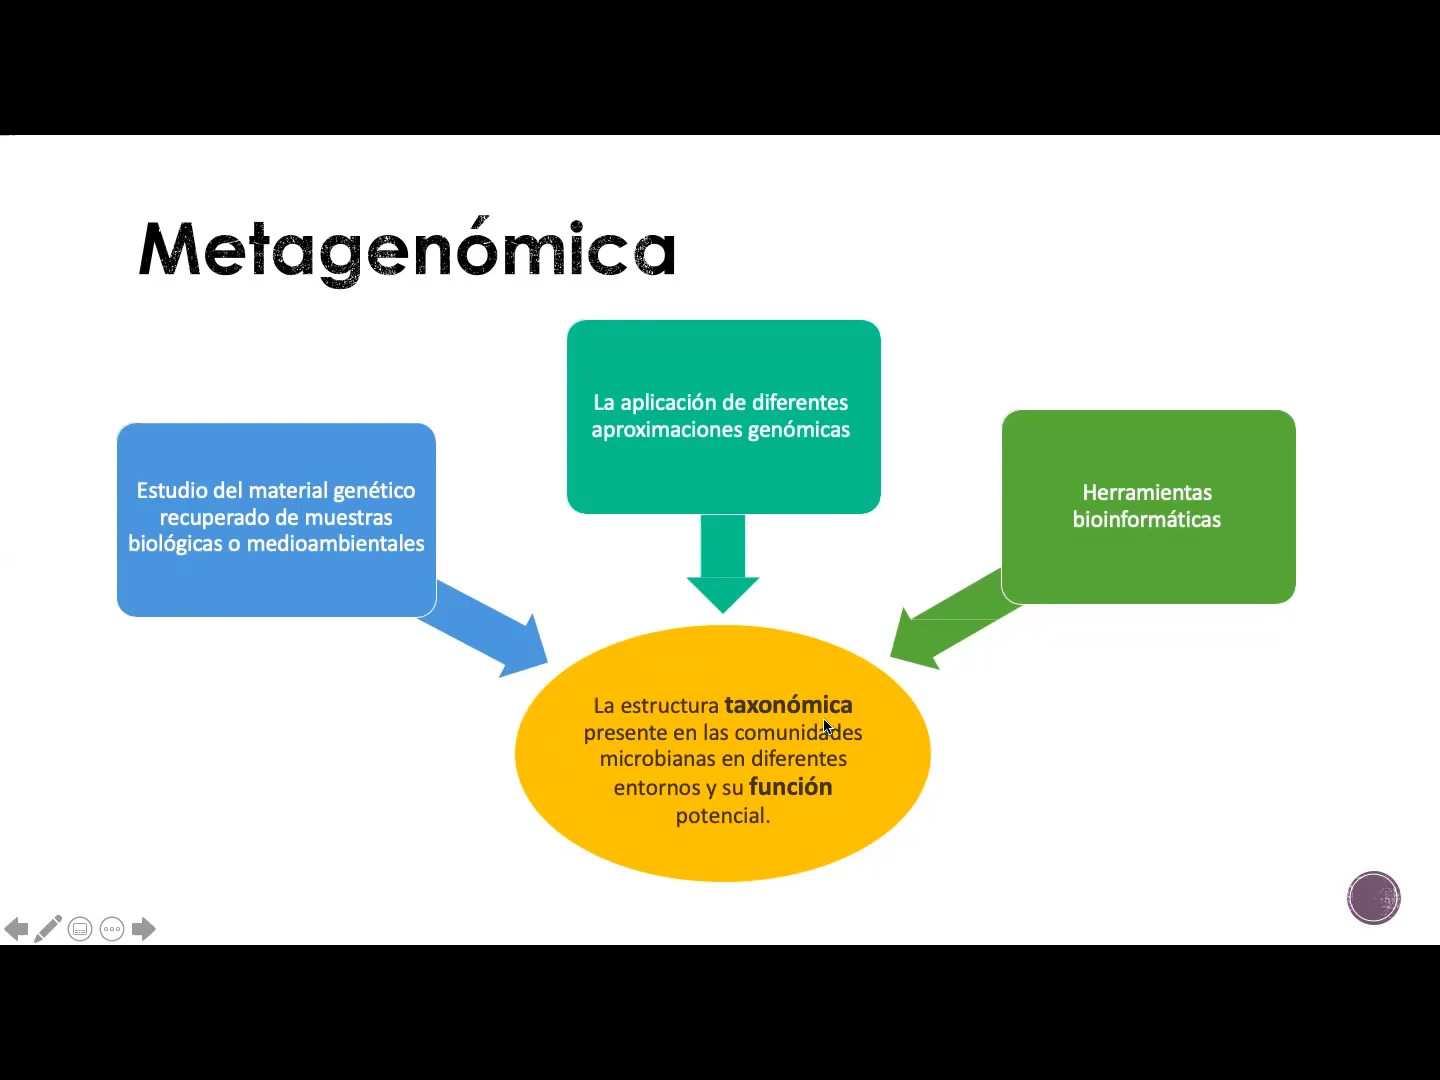 Metagenómica
La aplicación de diferentes
aproximaciones genómicas
Estudio del material genético
recuperado de muestras
biológicas o medioambientales
Herramientas
bioinformáticas
La estructura taxonómica
presente en las comunidades
microbianas en diferentes
entornos y su función
potencial.